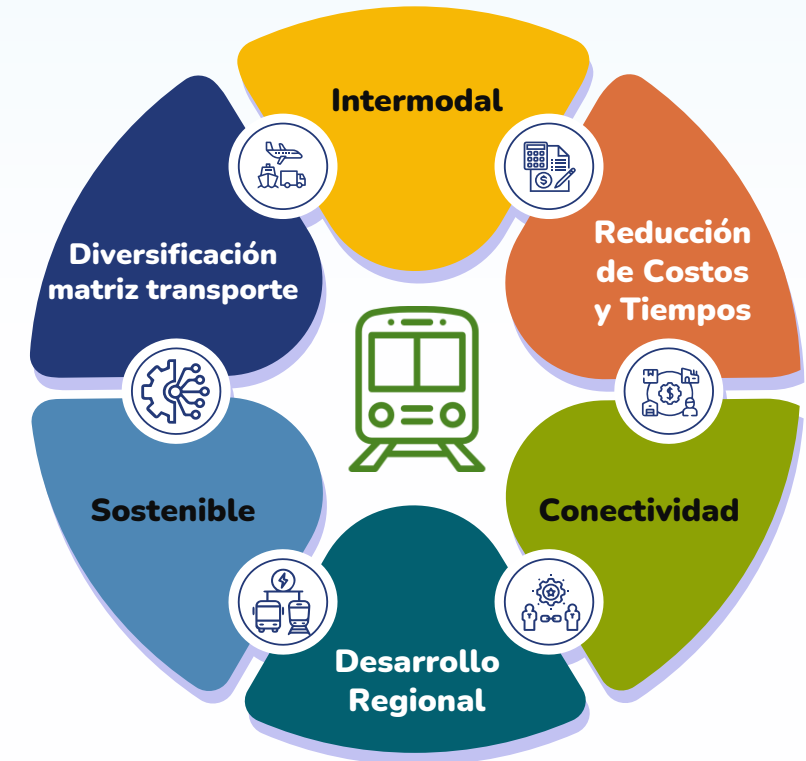 Intermodal
Reducción
de Costos
y Tiempos
Conectividad
Desarrollo
Regional
Sostenible
Diversificación
matriz transporte